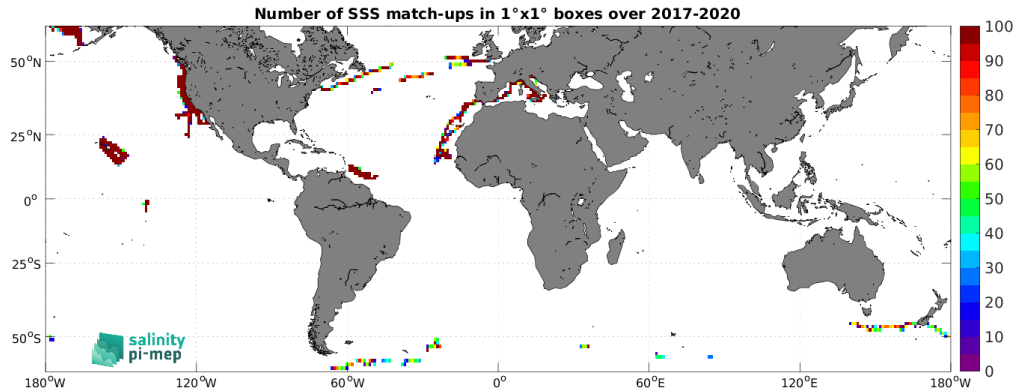 Number of SSS match-ups in 1°x1° boxes over 2017-2020
50°N
25°N
0°
25°S
50°S
180°W
120°W
60°W
0°
60°E
120°E
180°W
100
90
80
70
60
50
40
30
20
10
0
salinity
pi-mep